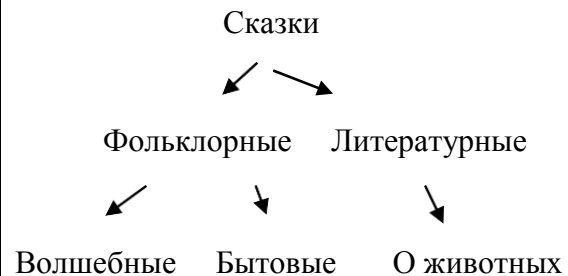 Сказки
Фольклорные Литературные
Волшебные Бытовые О животных